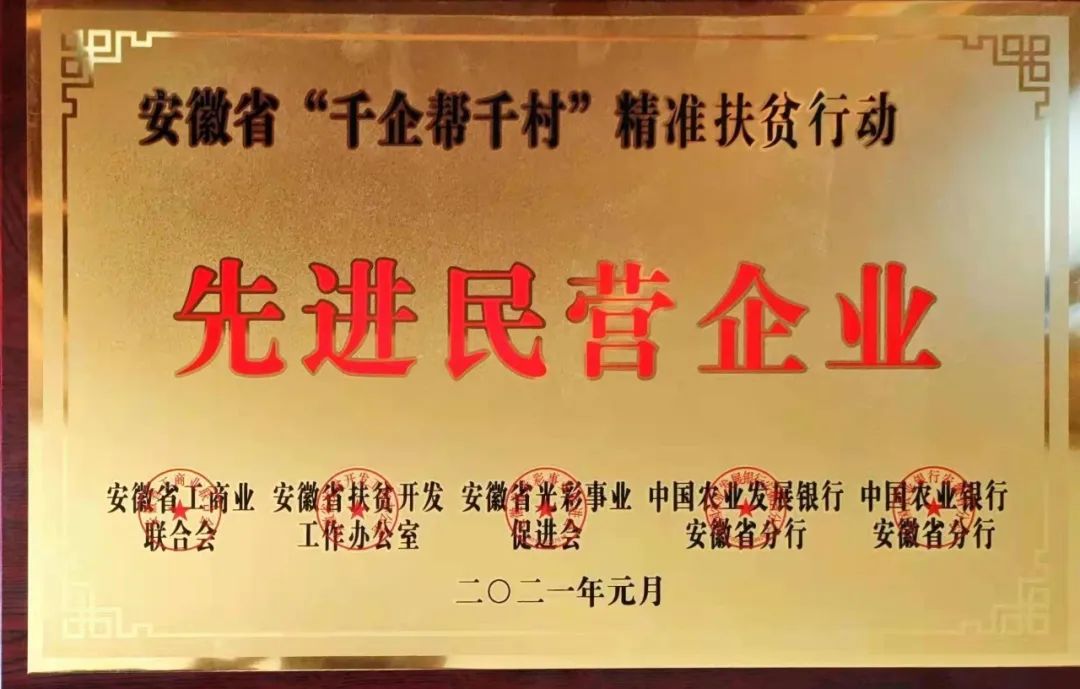 安徽省“千企帮千村”精准扶贫行动
先进民营企业
安徽省工商业
联合会
安徽省扶贫开发
工作办公室
安徽省光彩事业
促进会
中国农业发展银行
安徽省分行
中国农业银行
安徽省分行
二〇二一年元月